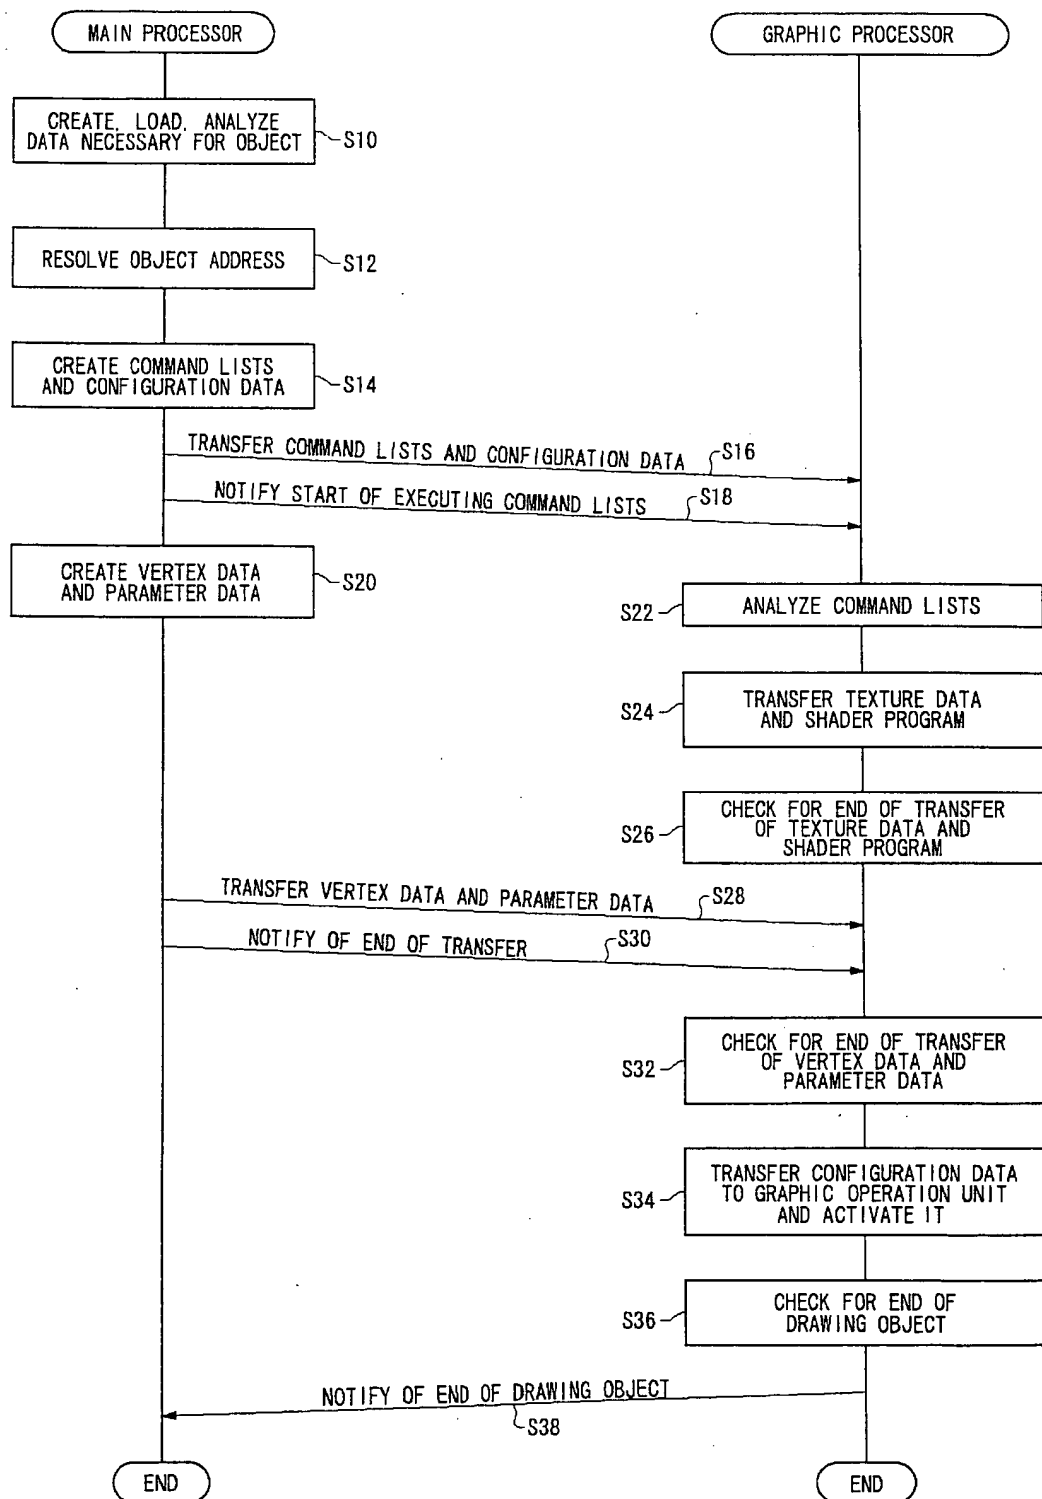 MAIN PROCESSOR
GRAPHIC PROCESSOR
CREATE, LOAD, ANALYZE
DATA NECESSARY FOR OBJECT
S10
RESOLVE OBJECT ADDRESS
S12
CREATE COMMAND LISTS
AND CONFIGURATION DATA
S14
TRANSFER COMMAND LISTS AND CONFIGURATION DATA
S16
NOTIFY START OF EXECUTING COMMAND LISTS
S18
CREATE VERTEX DATA
AND PARAMETER DATA
S20
S22
ANALYZE COMMAND LISTS
S24
TRANSFER TEXTURE DATA
AND SHADER PROGRAM
S26
CHECK FOR END OF TRANSFER
OF TEXTURE DATA AND
SHADER PROGRAM
TRANSFER VERTEX DATA AND PARAMETER DATA
S28
NOTIFY OF END OF TRANSFER
S30
S32
CHECK FOR END OF TRANSFER
OF VERTEX DATA AND
PARAMETER DATA
S34
TRANSFER CONFIGURATION DATA
TO GRAPHIC OPERATION UNIT
AND ACTIVATE IT
S36
CHECK FOR END OF
DRAWING OBJECT
NOTIFY OF END OF DRAWING OBJECT
S38
END
END